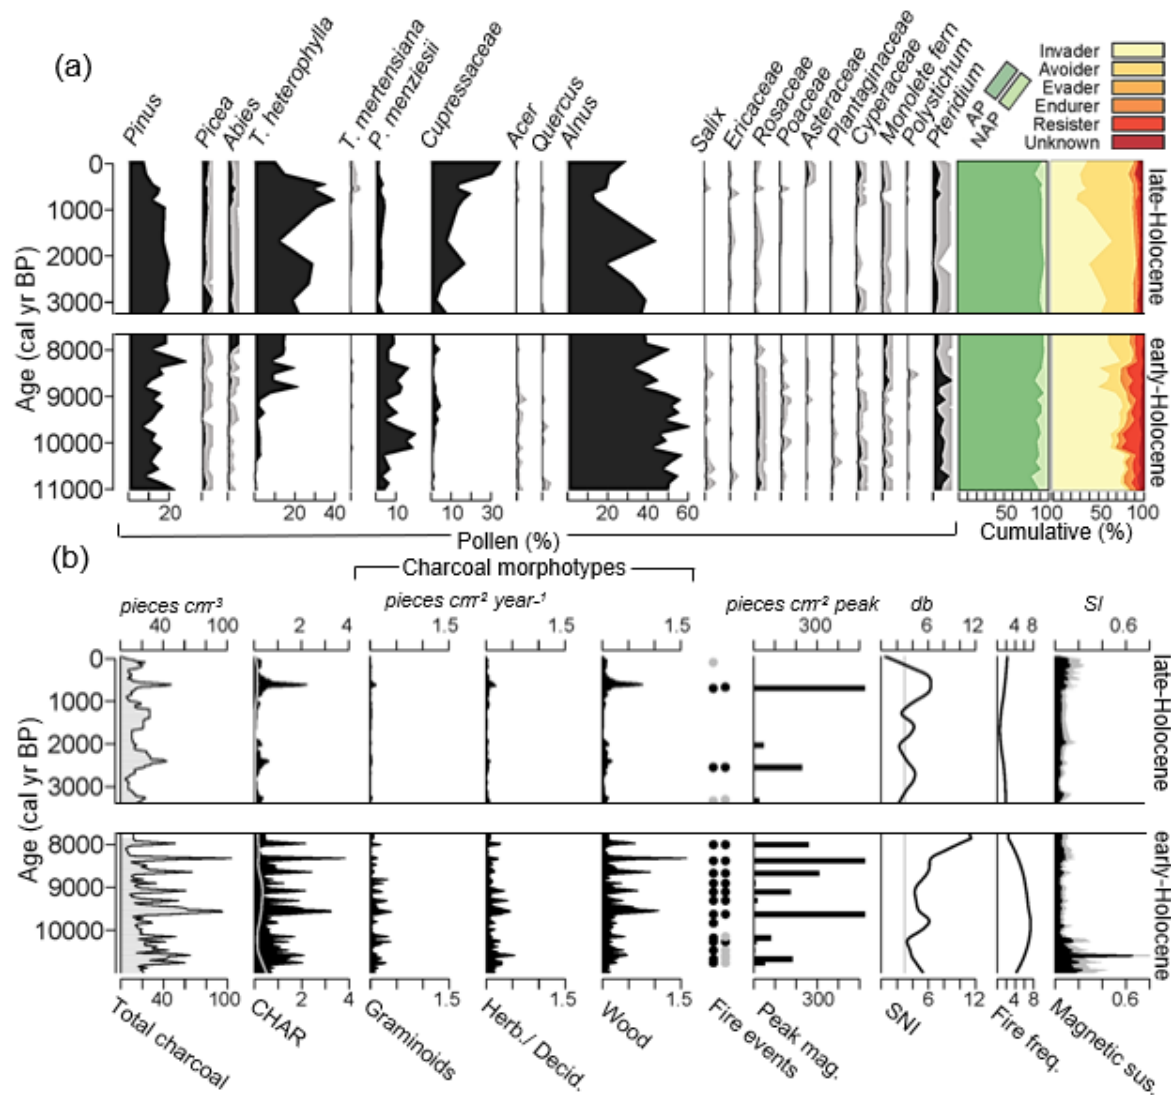 (a)
Pinus
Picea
Abies
T. heterophylla
T. mertensiana
P. menziesii
Cupressaceae
Acer
Quercus
Alnus
Salix
Ericaceae
Rosaceae
Poaceae
Asteraceae
Plantaginaceae
Cyperaceae
Monolete fern
Polystichum
Pteridium
AP
NAP
Invader
Avoider
Evader
Endurer
Resister
Unknown
Age (cal yr BP)
0
1000
2000
3000
8000
9000
10000
11000
late-Holocene
early-Holocene
20 20 40 10 10 30 20 40 60 50 100 50 100
Pollen (%)
Cumulative (%)
(b)
Charcoal morphotypes
pieces cm-³ pieces cm-² year-¹ pieces cm-² peak db SI
40 100 2 4 1.5 1.5 1.5 300 6 12 4 8 0.6
Age (cal yr BP)
0
1000
2000
3000
8000
9000
10000
late-Holocene
early-Holocene
40 100 2 4 1.5 1.5 1.5 300 6 12 4 8 0.6
Total charcoal
CHAR
Graminoids
Herb./ Decid.
Wood
Fire events
Peak mag.
SNI
Fire freq.
Magnetic sus.